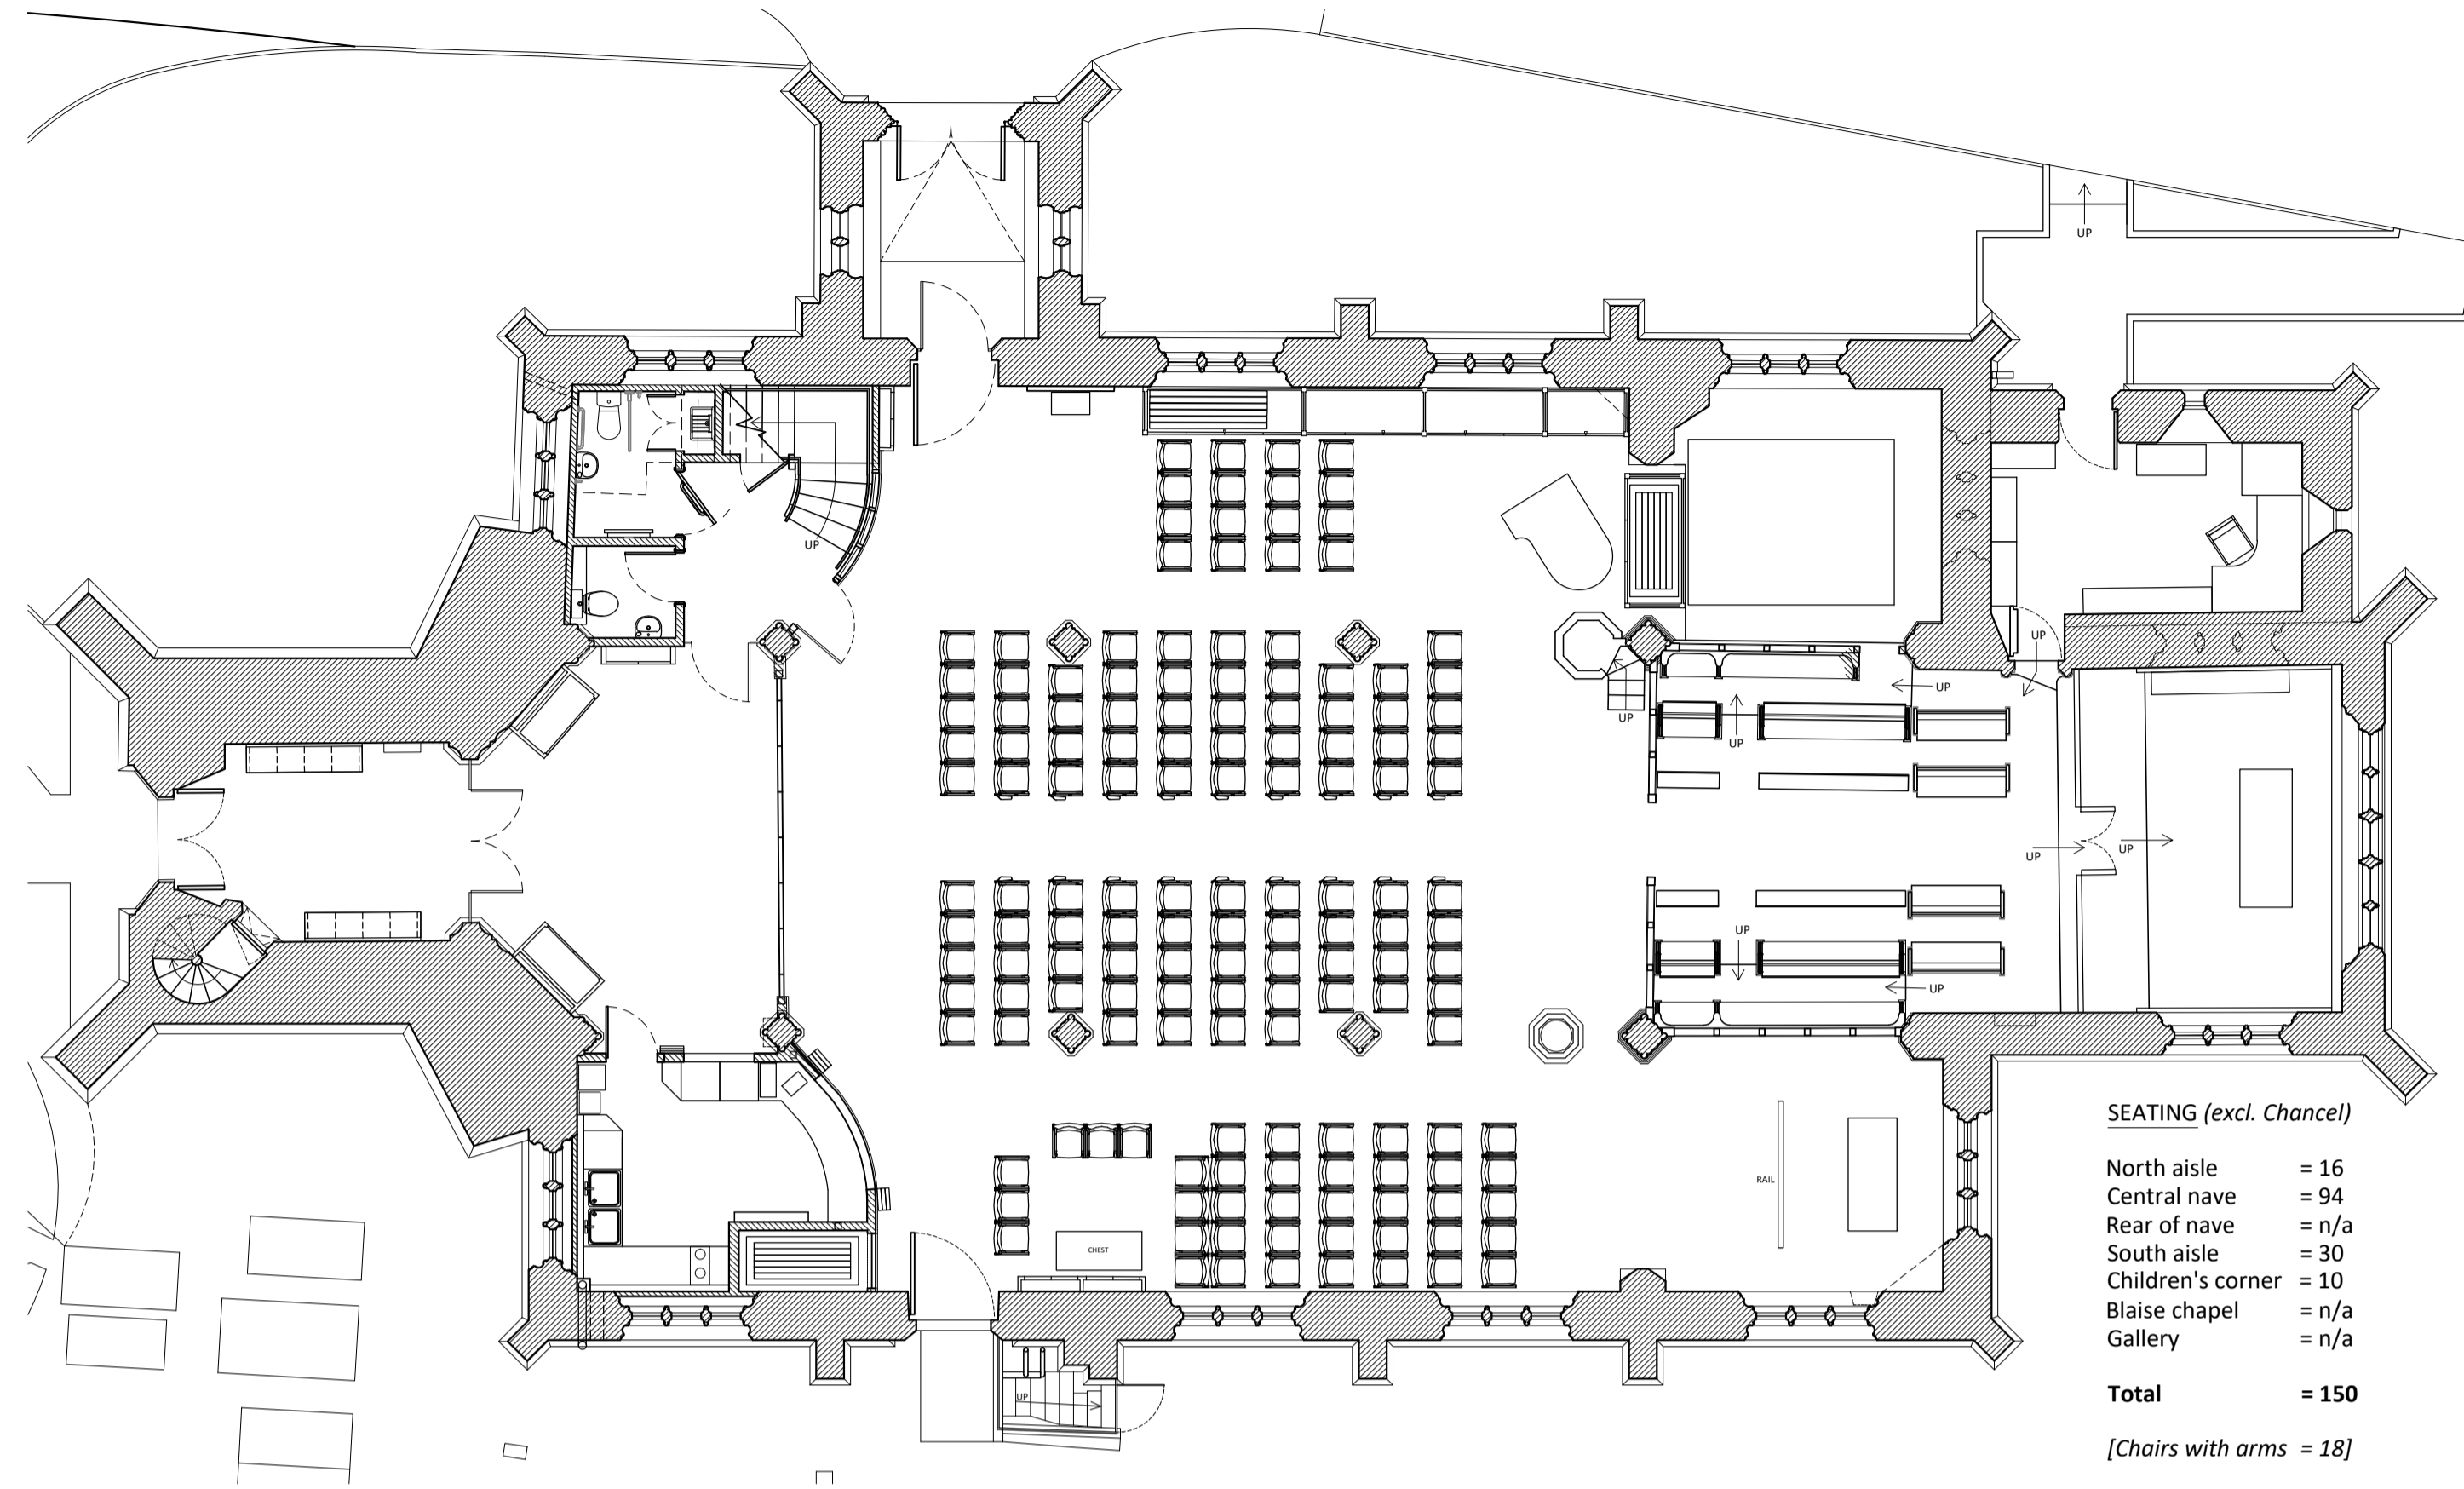 UP
UP
UP
UP
UP
UP
UP
UP
UP
UP
UP
RAIL
CHEST
UP
SEATING (excl. Chancel)
North aisle = 16
Central nave = 94
Rear of nave = n/a
South aisle = 30
Children's corner = 10
Blaise chapel = n/a
Gallery = n/a
Total = 150
[Chairs with arms = 18]